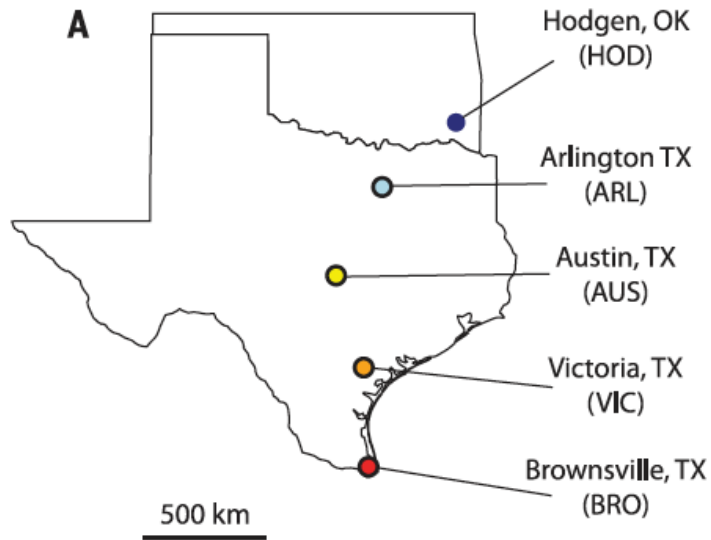 A
Hodgen, OK
(HOD)
Arlington TX
(ARL)
Austin, TX
(AUS)
Victoria, TX
(VIC)
Brownsville, TX
(BRO)
500 km